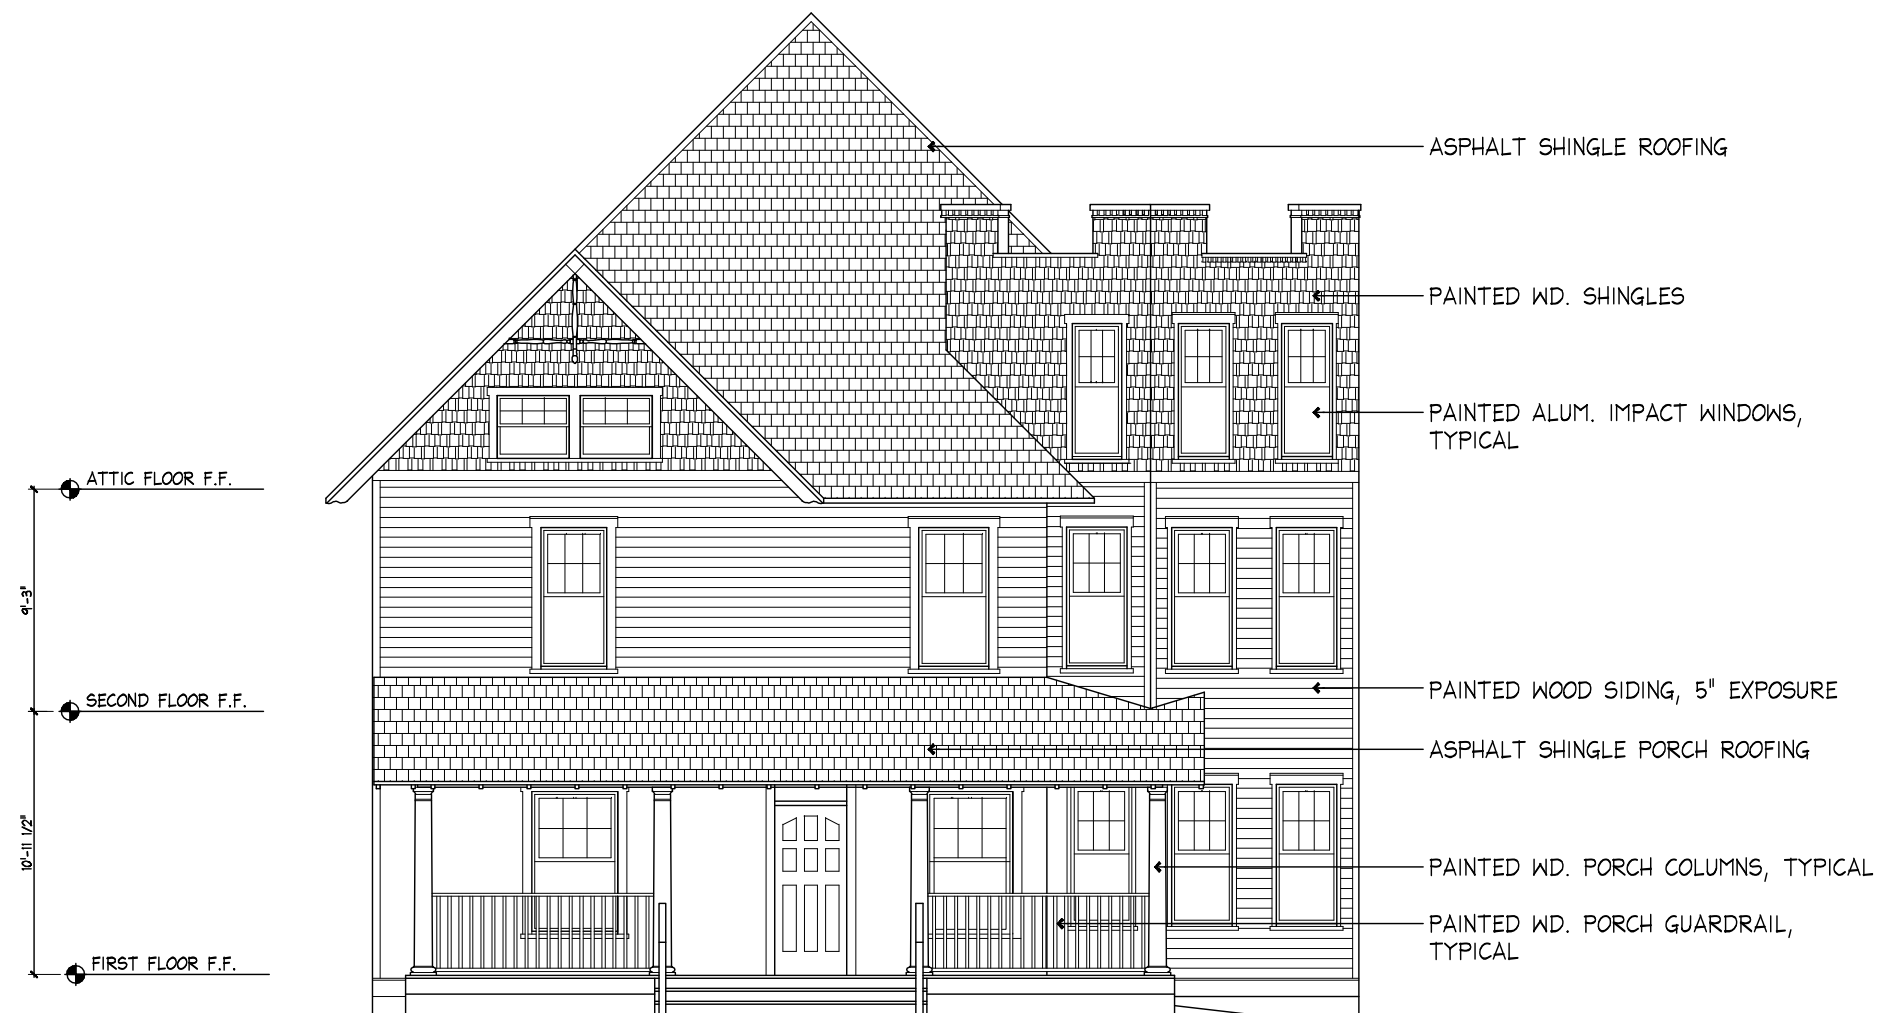 ASPHALT SHINGLE ROOFING
PAINTED WD. SHINGLES
PAINTED ALUM. IMPACT WINDOWS,
TYPICAL
ATTIC FLOOR F.F.
9'-3"
SECOND FLOOR F.F.
PAINTED WOOD SIDING, 5" EXPOSURE
ASPHALT SHINGLE PORCH ROOFING
10'-11 1/2"
PAINTED WD. PORCH COLUMNS, TYPICAL
PAINTED WD. PORCH GUARDRAIL,
TYPICAL
FIRST FLOOR F.F.